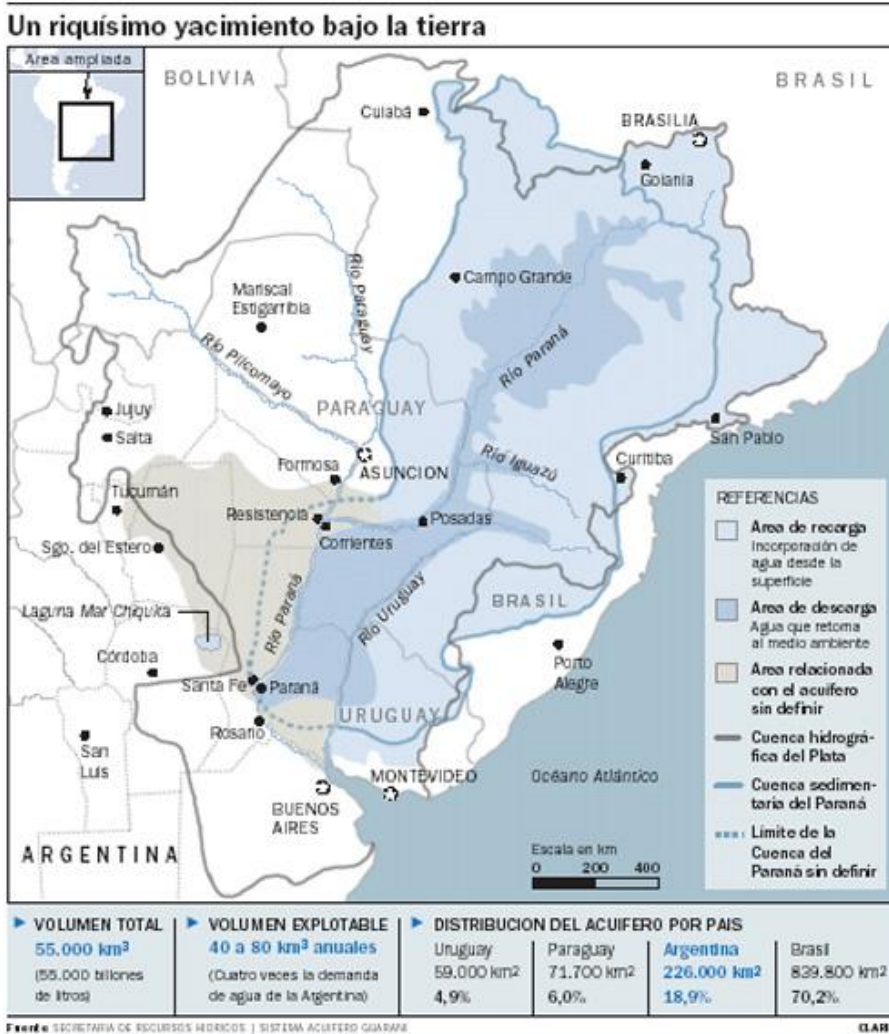 Un riquísimo yacimiento bajo la tierra
Area ampliada
BOLIVIA
BRASIL
Cuiabá
BRASILIA
Goiania
Campo Grande
Mariscal
Estigarribia
Río Paraguay
Río Pilcomayo
Río Paraná
PARAGUAY
Jujuy
Salta
San Pablo
Formosa
ASUNCION
Río Iguazú
Curitiba
Tucumán
Resistencia
Posadas
Corrientes
Sgo. del Estero
Río Paraná
Río Uruguay
BRASIL
Laguna Mar Chiquita
Córdoba
Porto
Alegre
Santa Fe
Paraná
Rosario
URUGUAY
San
Luis
MONTEVIDEO
Océano Atlántico
BUENOS
AIRES
ARGENTINA
Escala en km
0 200 400
REFERENCIAS
Area de recarga
Incorporación de
agua desde la
superficie
Area de descarga
Agua que retorna
al medio ambiente
Area relacionada
con el acuífero
sin definir
Cuenca hidrográ-
fica del Plata
Cuenca sedimen-
taria del Paraná
Límite de la
Cuenca del
Paraná sin definir
VOLUMEN TOTAL
55.000 km³
(55.000 billones
de litros)
VOLUMEN EXPLOTABLE
40 a 80 km³ anuales
(Cuatro veces la demanda
de agua de la Argentina)
DISTRIBUCION DEL ACUIFERO POR PAIS
Uruguay Paraguay Argentina Brasil
59.000 km² 71.700 km² 226.000 km² 839.800 km²
4,9% 6,0% 18,9% 70,2%
Fuente SECRETARIA DE RECURSOS HIDRICOS | SISTEMA ACUIFERO GUARANI